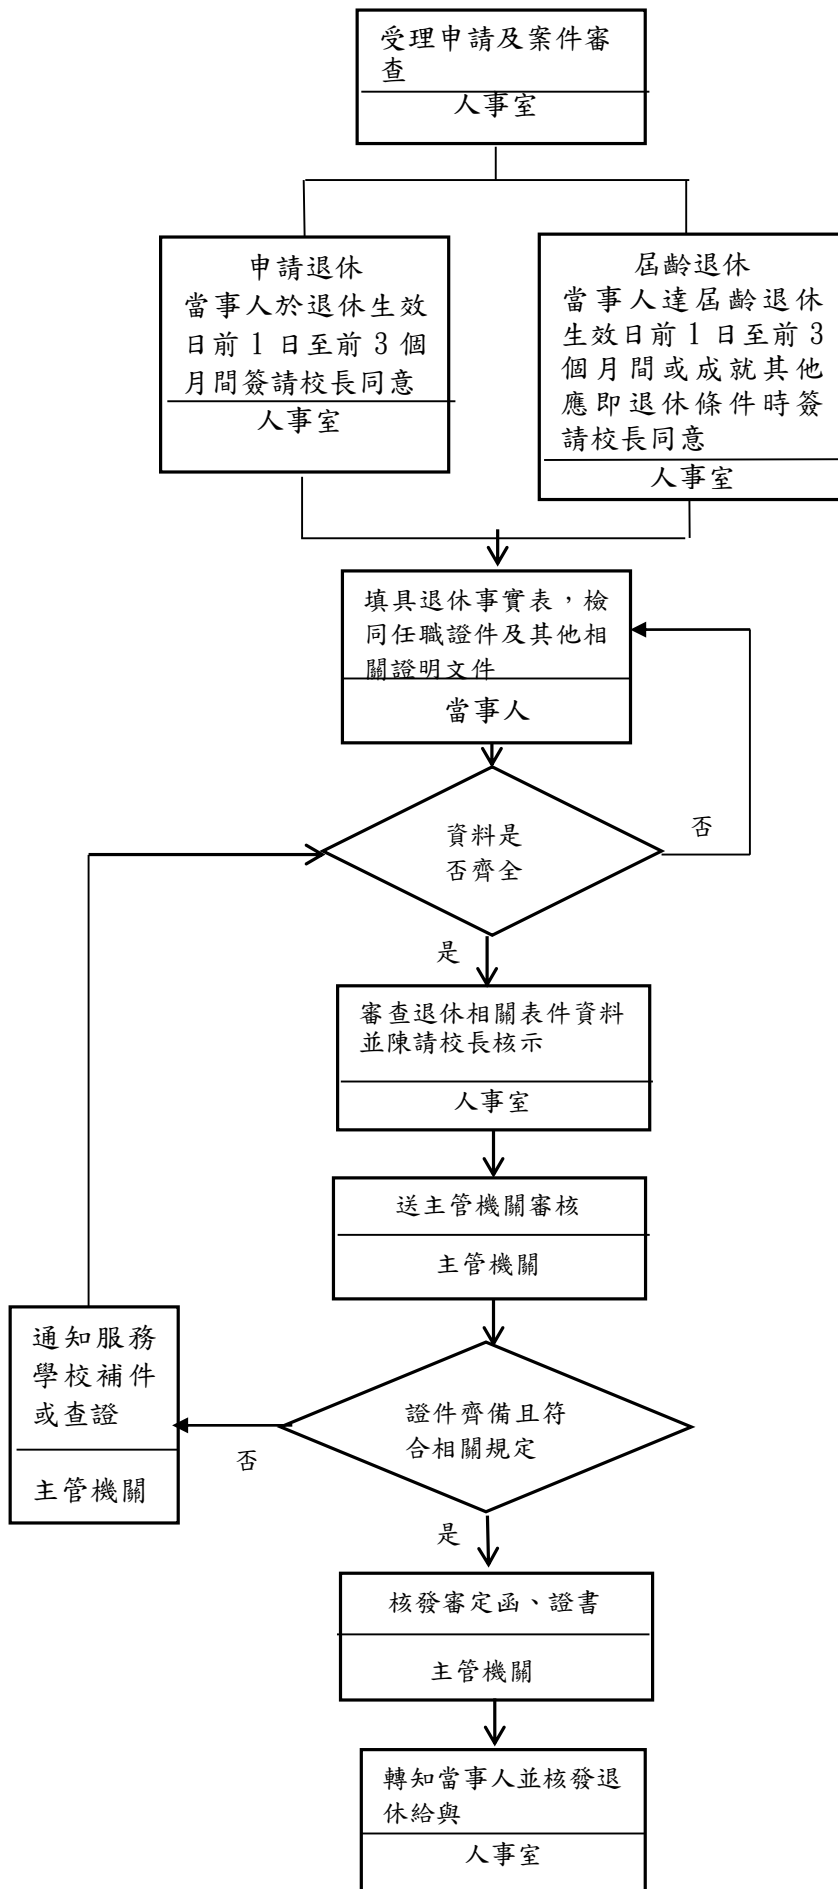 受理申請及案件審
查
人事室
申請退休
當事人於退休生效
日前 1 日至前 3 個
月間簽請校長同意
人事室
屆齡退休
當事人達屆齡退休
生效日前 1 日至前 3
個月間或成就其他
應即退休條件時簽
請校長同意
人事室
填具退休事實表，檢
同任職證件及其他相
關證明文件
當事人
資料是
否齊全
否
是
審查退休相關表件資料
並陳請校長核示
人事室
送主管機關審核
主管機關
通知服務
學校補件
或查證
主管機關
證件齊備且符
合相關規定
否
是
核發審定函、證書
主管機關
轉知當事人並核發退
休給與
人事室